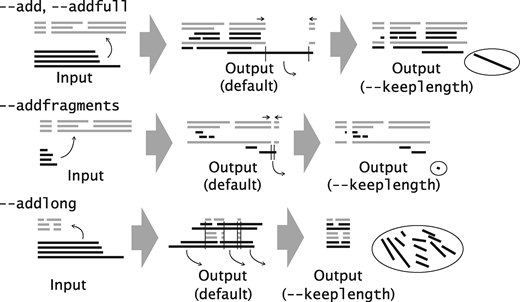 --add, --addfull
Input
Output
(default)
Output
(--keeplength)
--addfragments
Input
Output
(default)
Output
(--keeplength)
--addlong
Input
Output
(default)
Output
(--keeplength)